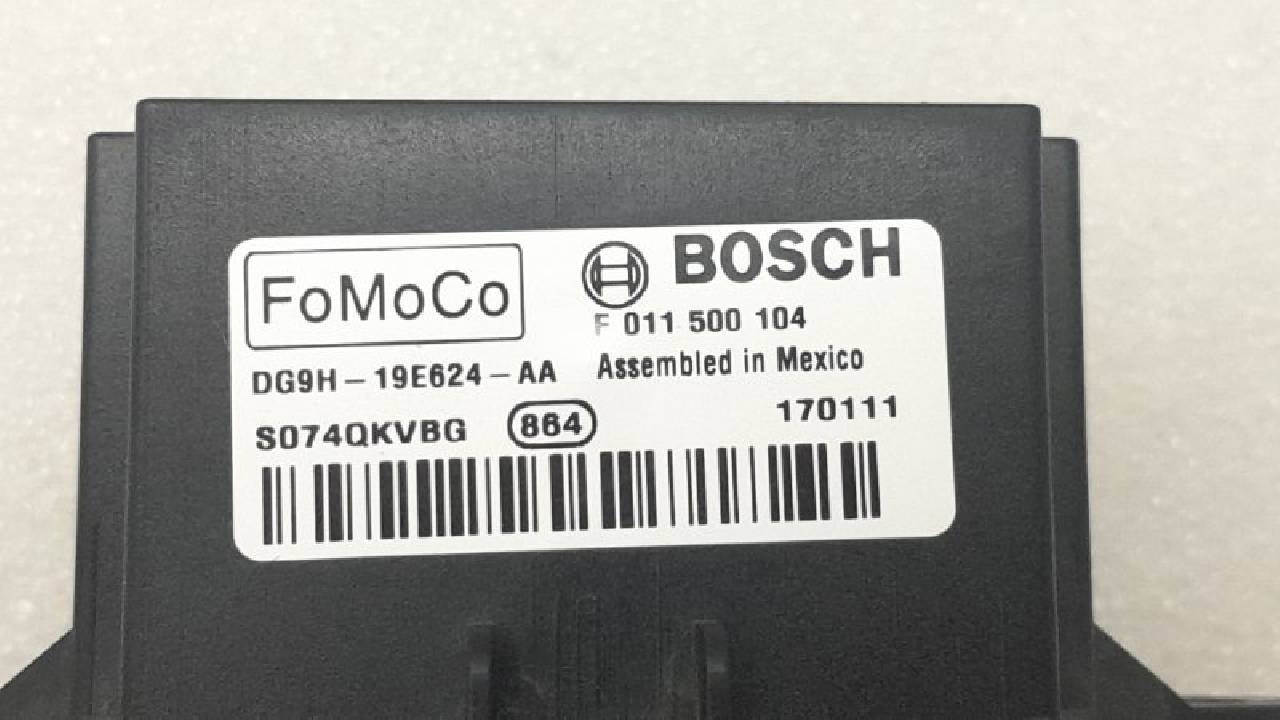 FoMoCo
BOSCH
F 011 500 104
DG9H-19E624-AA
Assembled in Mexico
S074QKVBG
864
170111